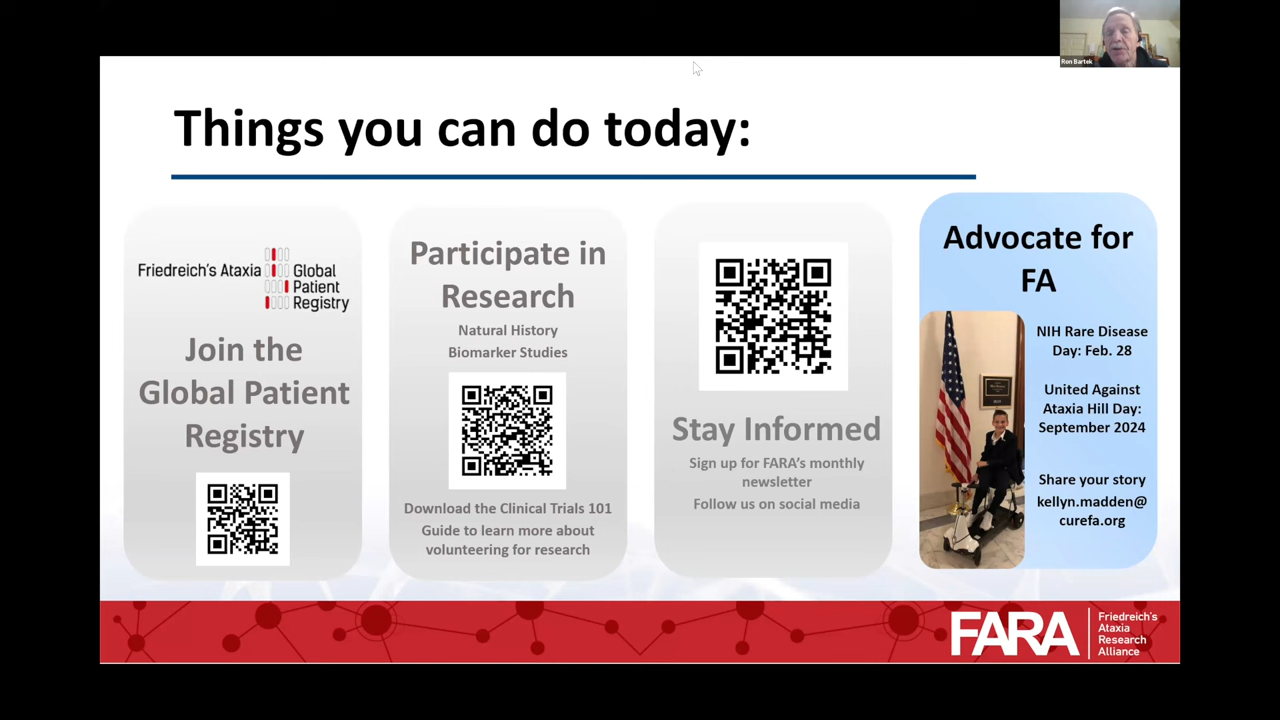 Ron Bartek
Things you can do today:
Friedreich's Ataxia
Global
Patient
Registry
Join the
Global Patient
Registry
Participate in
Research
Natural History
Biomarker Studies
Download the Clinical Trials 101
Guide to learn more about
volunteering for research
Stay Informed
Sign up for FARA's monthly
newsletter
Follow us on social media
Advocate for
FA
NIH Rare Disease
Day: Feb. 28
United Against
Ataxia Hill Day:
September 2024
Share your story
kellyn.madden@
curefa.org
FARA
Friedreich's
Ataxia
Research
Alliance